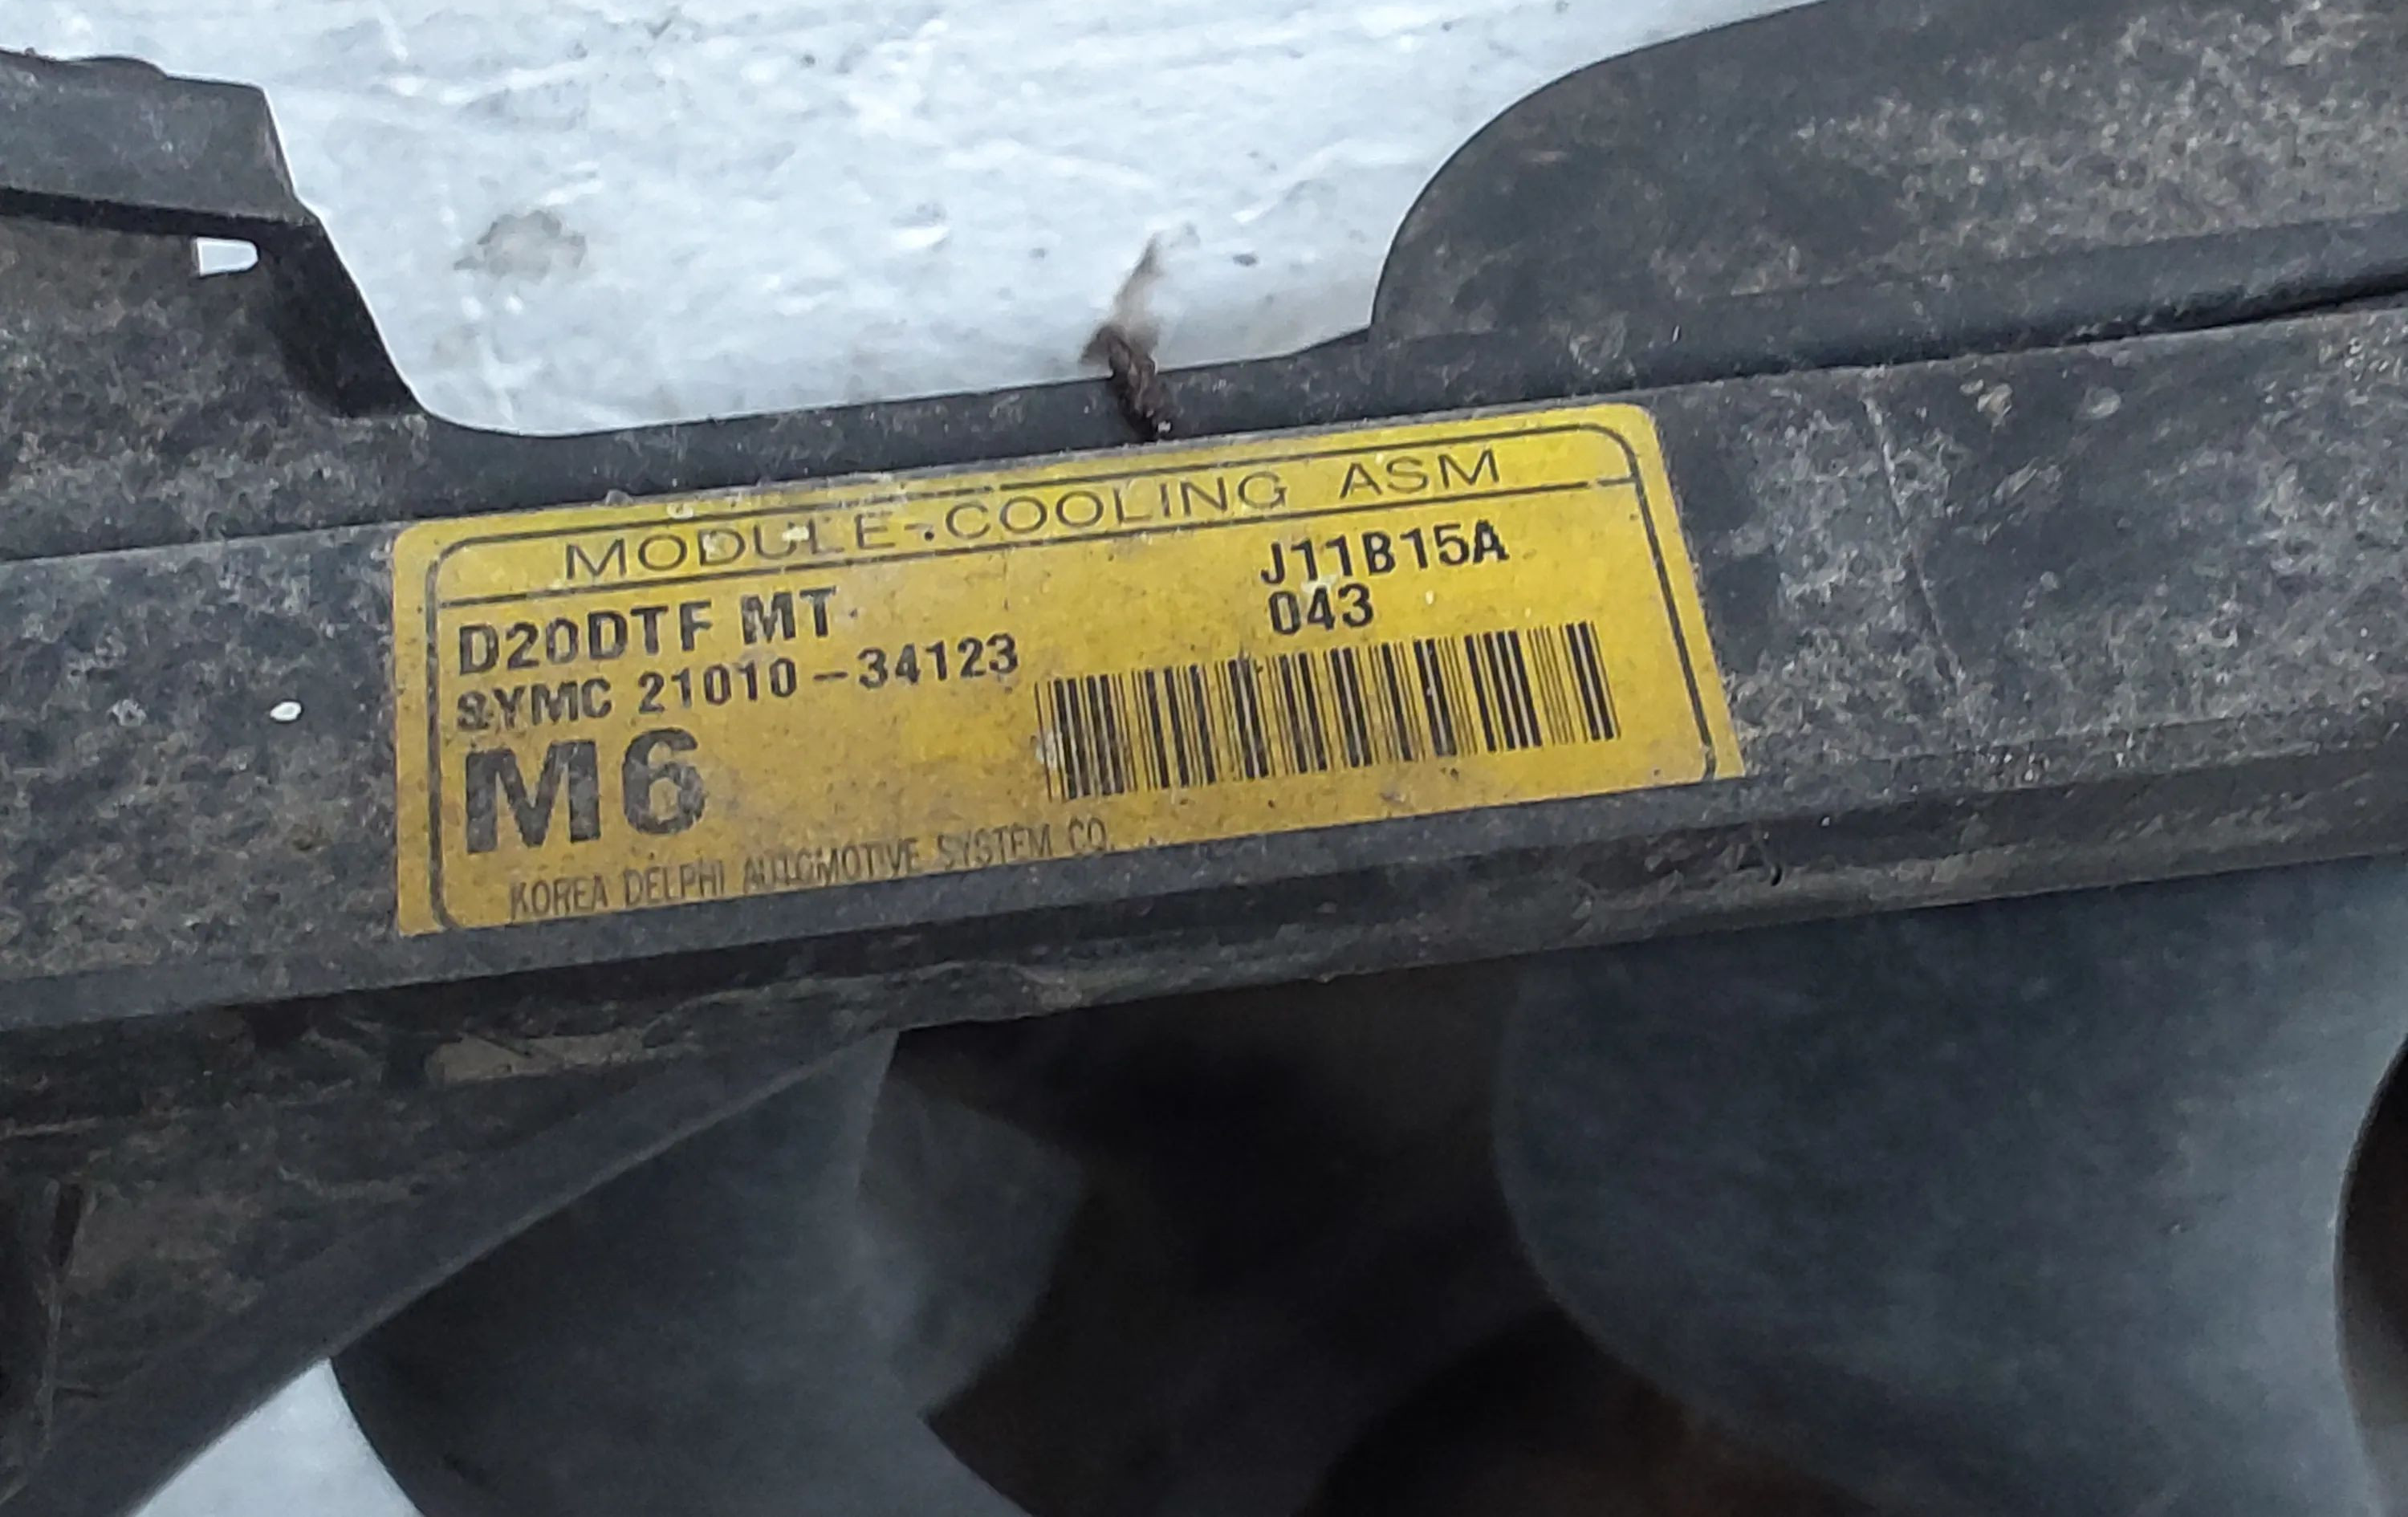 MODULE-COOLING ASM
D20DTF MT
J11B15A
043
SYMC 21010-34123
M6
KOREA DELPHI AUTOMOTIVE SYSTEM CO.